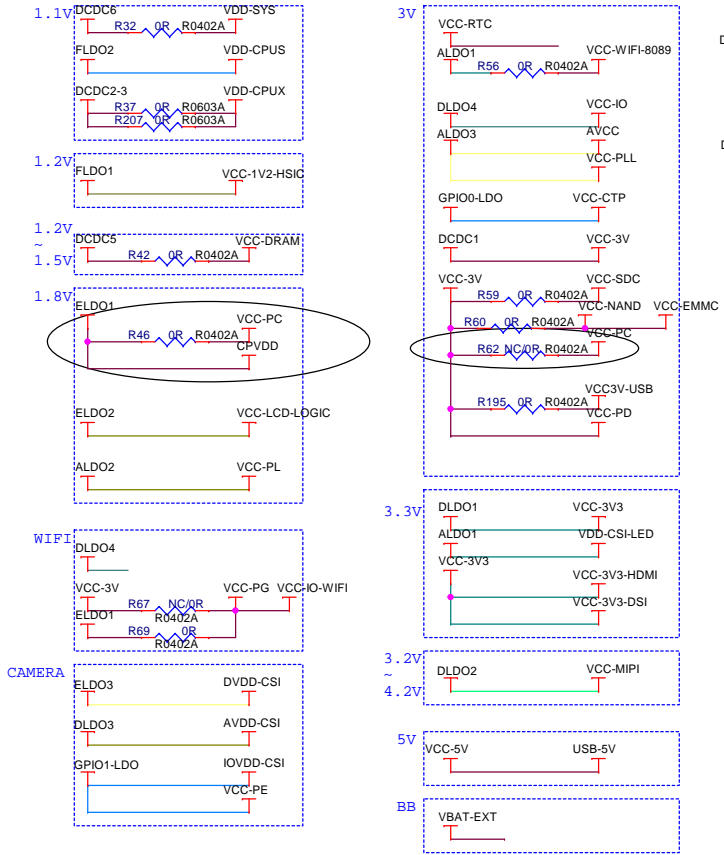 1.1V
DCDC6 VDD-SYS
R32 0R R0402A
FLDO2 VDD-CPUS
DCDC2-3 VDD-CPUX
R37 0R R0603A
R207 0R R0603A
1.2V
FLDO1 VCC-1V2-HSIC
1.2V
~
1.5V
DCDC5 VCC-DRAM
R42 0R R0402A
1.8V
ELDO1
VCC-PC
R46 0R R0402A
CPVDD
ELDO2 VCC-LCD-LOGIC
ALDO2 VCC-PL
WIFI
DLDO4
VCC-3V VCC-PG VCC-IO-WIFI
R67 NC/0R
R0402A
ELDO1
R69 0R
R0402A
CAMERA
ELDO3 DVDD-CSI
DLDO3 AVDD-CSI
GPIO1-LDO IOVDD-CSI
VCC-PE
3V
VCC-RTC
ALDO1 VCC-WIFI-8089
R56 0R R0402A
DLDO4 VCC-IO
ALDO3 AVCC
VCC-PLL
GPIO0-LDO VCC-CTP
DCDC1 VCC-3V
VCC-3V VCC-SDC
R59 0R R0402A
VCC-NAND VCC-EMMC
R60 0R R0402A
VCC-PC
R62 NC/0R R0402A
VCC3V-USB
R195 0R R0402A
VCC-PD
3.3V
DLDO1 VCC-3V3
ALDO1 VDD-CSI-LED
VCC-3V3
VCC-3V3-HDMI
VCC-3V3-DSI
3.2V
~
4.2V
DLDO2 VCC-MIPI
5V
VCC-5V USB-5V
BB
VBAT-EXT